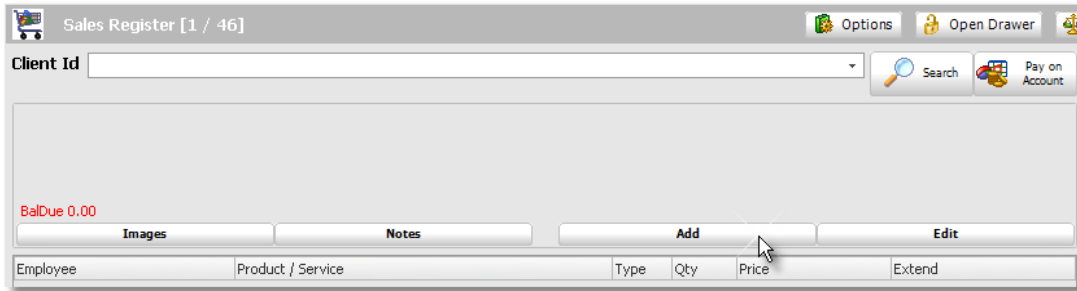 Sales Register [1 / 46] Options Open Drawer
Client Id Search Pay on Account
BalDue 0.00
Images Notes Add Edit
Employee Product / Service Type Qty Price Extend